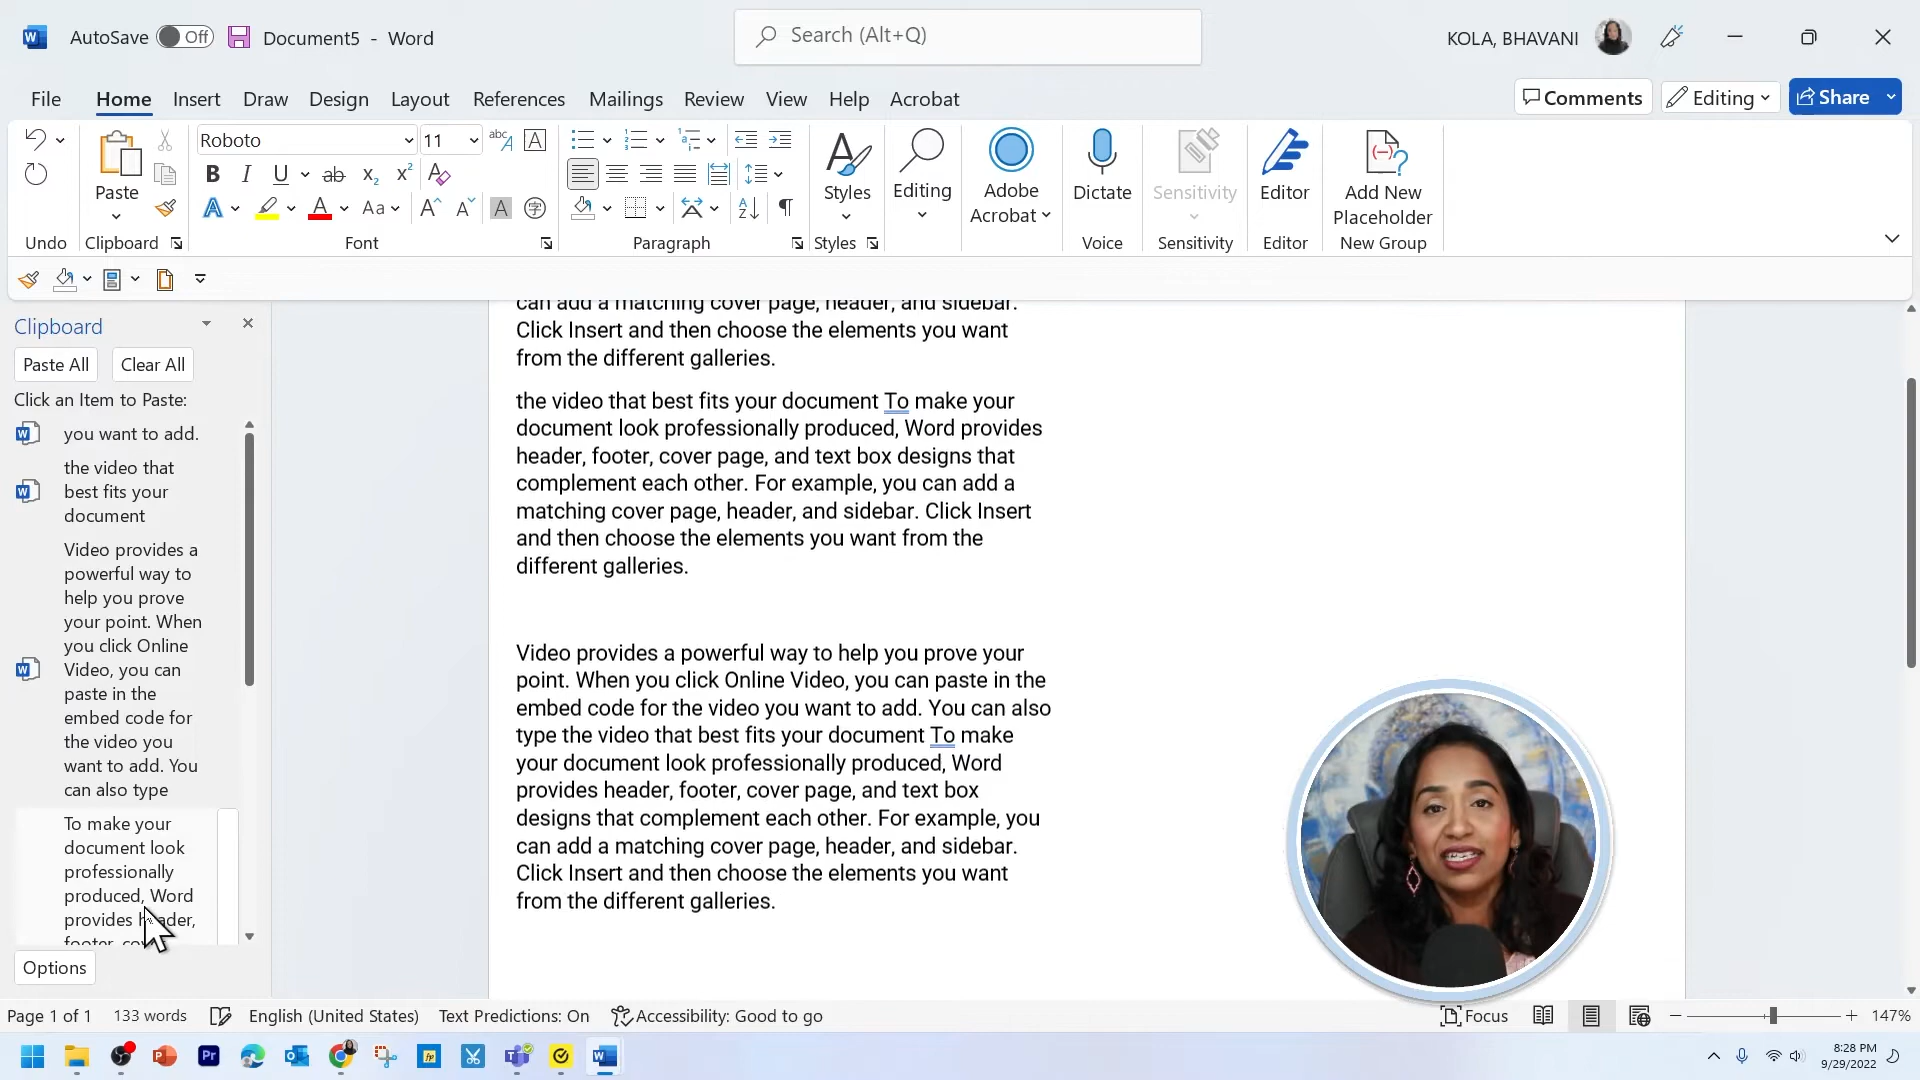 AutoSave Off Document5 - Word
Search (Alt+Q)
KOLA, BHAVANI
File Home Insert Draw Design Layout References Mailings Review View Help Acrobat
Comments Editing Share
Roboto 11
Paste
Styles
Editing
Adobe
Acrobat
Dictate
Sensitivity
Editor
Add New
Placeholder
Undo Clipboard Font Paragraph Styles Voice Sensitivity Editor New Group
Clipboard
Paste All Clear All
Click an Item to Paste:
you want to add.
the video that
best fits your
document
Video provides a
powerful way to
help you prove
your point. When
you click Online
Video, you can
paste in the
embed code for
the video you
want to add. You
can also type
To make your
document look
professionally
produced, Word
provides header,
Options
can add a matching cover page, header, and sidebar.
Click Insert and then choose the elements you want
from the different galleries.
the video that best fits your document To make your
document look professionally produced, Word provides
header, footer, cover page, and text box designs that
complement each other. For example, you can add a
matching cover page, header, and sidebar. Click Insert
and then choose the elements you want from the
different galleries.
Video provides a powerful way to help you prove your
point. When you click Online Video, you can paste in the
embed code for the video you want to add. You can also
type the video that best fits your document To make
your document look professionally produced, Word
provides header, footer, cover page, and text box
designs that complement each other. For example, you
can add a matching cover page, header, and sidebar.
Click Insert and then choose the elements you want
from the different galleries.
Page 1 of 1 133 words English (United States) Text Predictions: On Accessibility: Good to go
Focus 147%
8:28 PM
9/29/2022